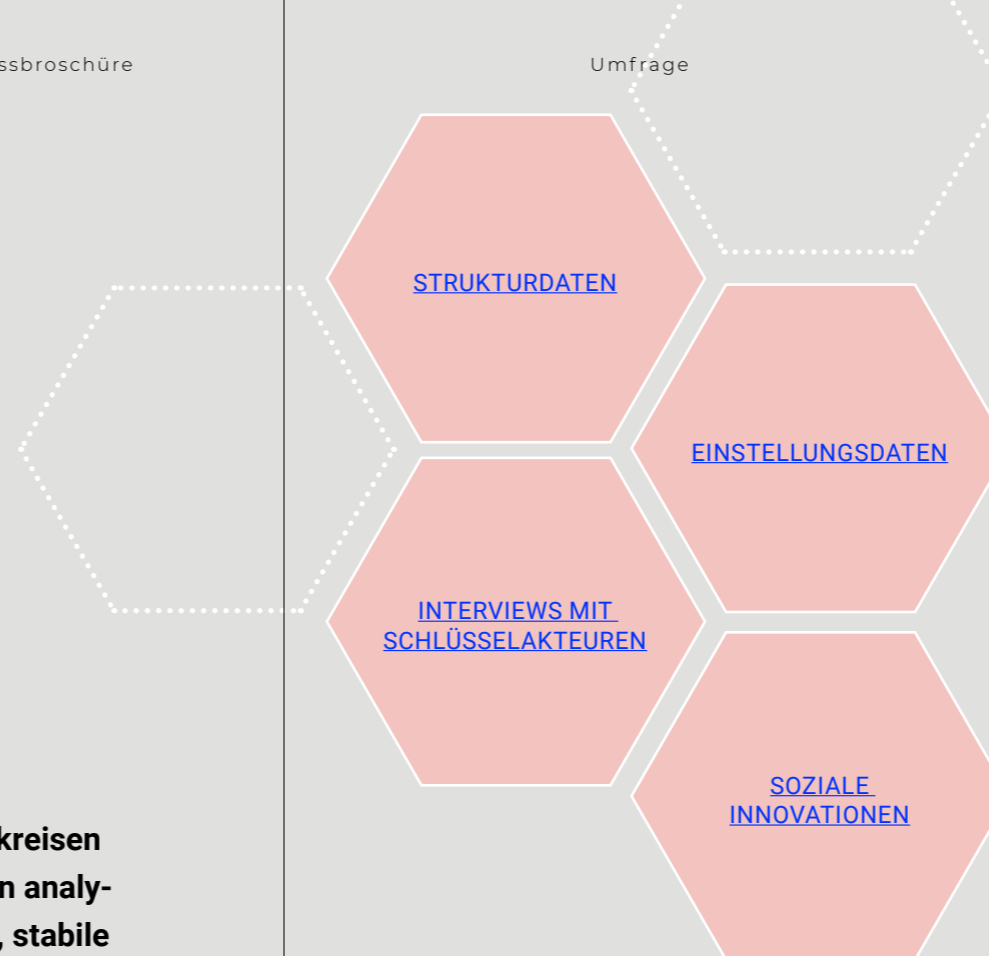 ssbroschüre
Umfrage
STRUKTURDATEN
EINSTELLUNGSDATEN
INTERVIEWS MIT
SCHLÜSSELAKTEUREN
SOZIALE
INNOVATIONEN
kreisen
n analy-
, stabile